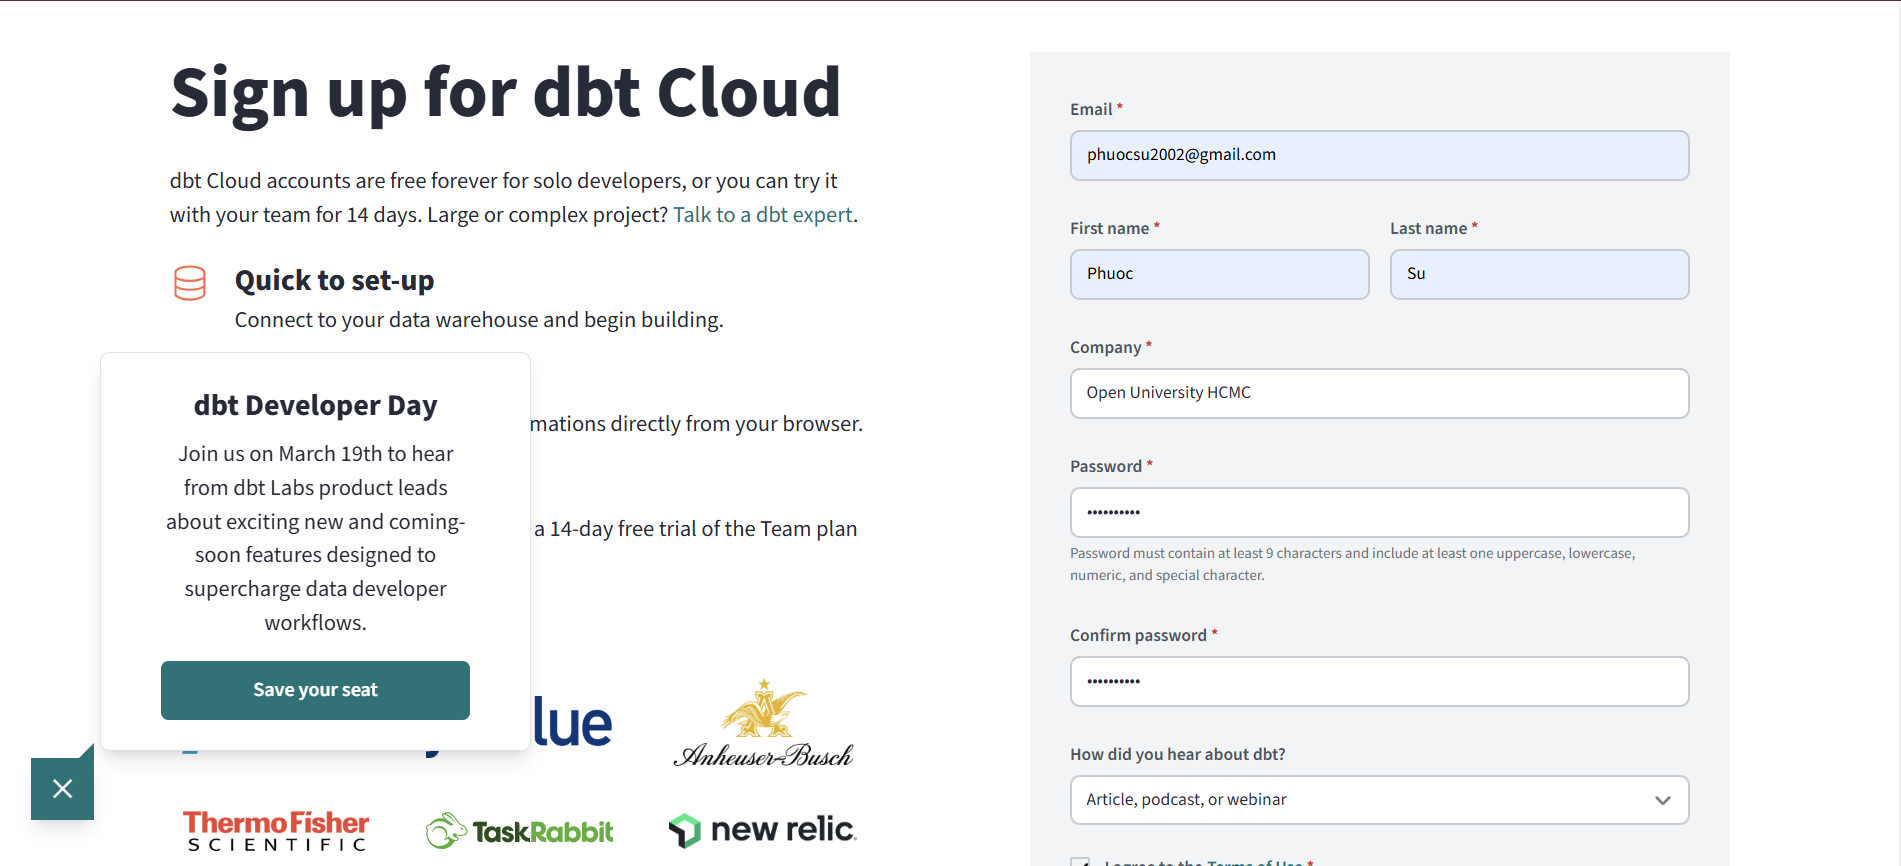 Sign up for dbt Cloud
dbt Cloud accounts are free forever for solo developers, or you can try it
with your team for 14 days. Large or complex project? Talk to a dbt expert.
Quick to set-up
Connect to your data warehouse and begin building.
mations directly from your browser.
a 14-day free trial of the Team plan
dbt Developer Day
Join us on March 19th to hear
from dbt Labs product leads
about exciting new and coming-
soon features designed to
supercharge data developer
workflows.
Save your seat
lue
Anheuser-Busch
ThermoFisher
SCIENTIFIC
TaskRabbit
new relic.
Email *
phuocsu2002@gmail.com
First name *
Last name *
Phuoc
Su
Company *
Open University HCMC
Password *
••••••••••
Password must contain at least 9 characters and include at least one uppercase, lowercase,
numeric, and special character.
Confirm password *
••••••••••
How did you hear about dbt?
Article, podcast, or webinar
I agree to the Terms of Use *